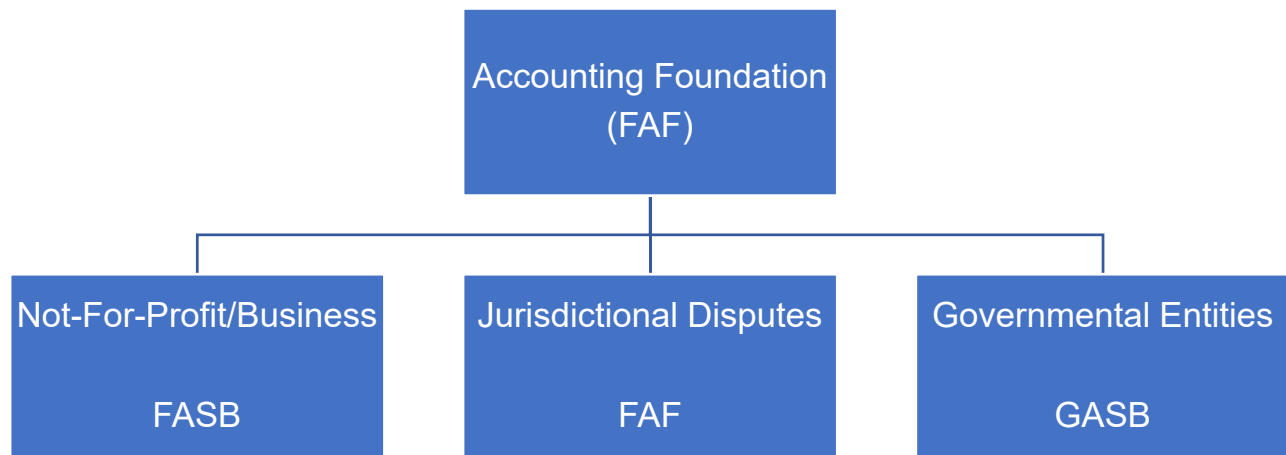 Accounting Foundation
(FAF)
Not-For-Profit/Business
FASB
Jurisdictional Disputes
FAF
Governmental Entities
GASB